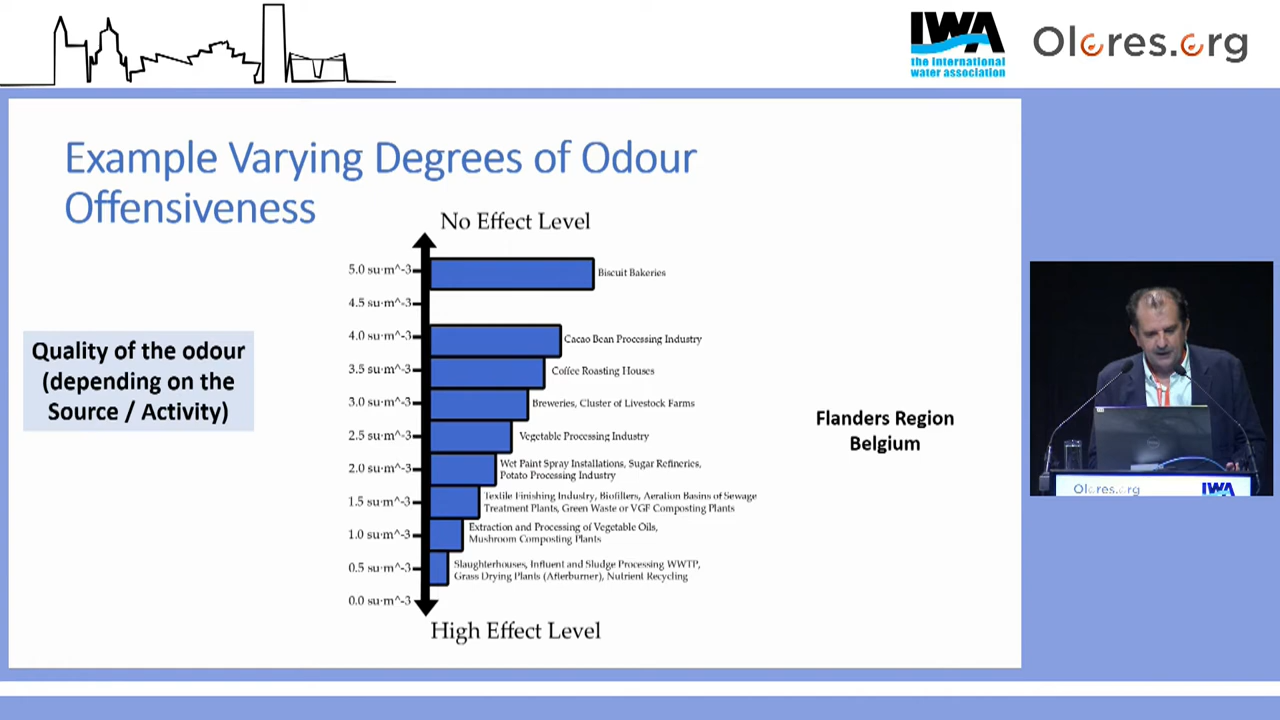 IWA
the international
water association
Olores.org
Example Varying Degrees of Odour
Offensiveness
No Effect Level
5.0 su·m^-3
Biscuit Bakeries
4.5 su·m^-3
4.0 su·m^-3
Cacao Bean Processing Industry
3.5 su·m^-3
Coffee Roasting Houses
3.0 su·m^-3
Breweries, Cluster of Livestock Farms
2.5 su·m^-3
Vegetable Processing Industry
2.0 su·m^-3
Wet Paint Spray Installations, Sugar Refineries,
Potato Processing Industry
1.5 su·m^-3
Textile Finishing Industry, Biofilters, Aeration Basins of Sewage
Treatment Plants, Green Waste or VGF Composting Plants
1.0 su·m^-3
Extraction and Processing of Vegetable Oils,
Mushroom Composting Plants
0.5 su·m^-3
Slaughterhouses, Influent and Sludge Processing WWTP,
Grass Drying Plants (Afterburner), Nutrient Recycling
0.0 su·m^-3
High Effect Level
Quality of the odour
(depending on the
Source / Activity)
Flanders Region
Belgium
Olores.org
IWA